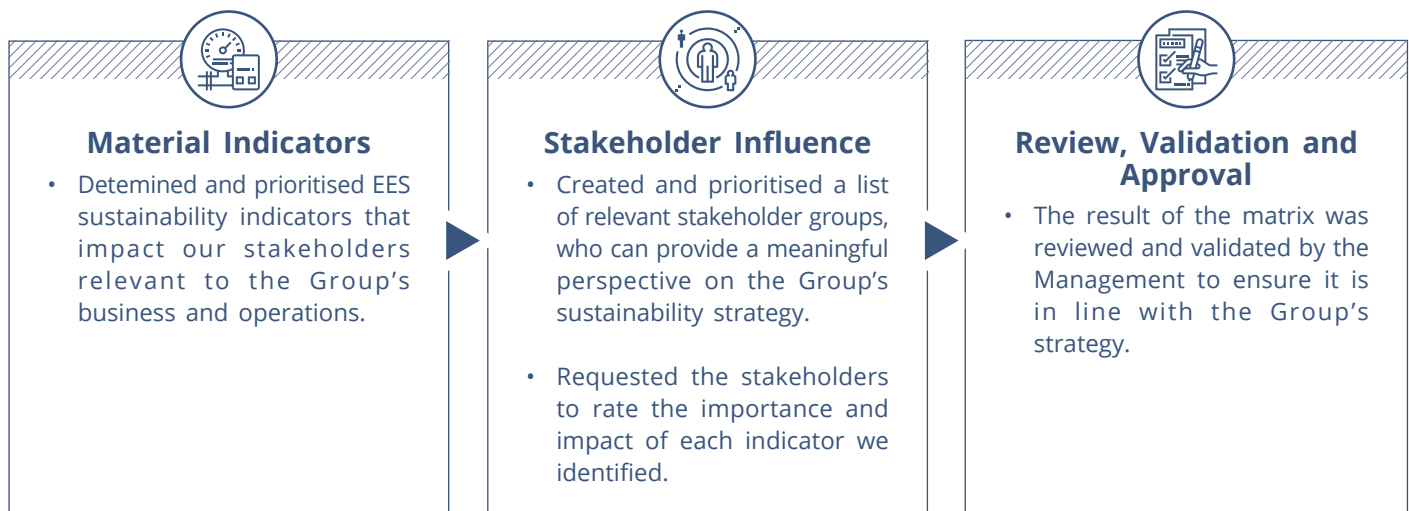 Material Indicators
• Detemined and prioritised EES
sustainability indicators that
impact our stakeholders
relevant to the Group's
business and operations.
Stakeholder Influence
• Created and prioritised a list
of relevant stakeholder groups,
who can provide a meaningful
perspective on the Group's
sustainability strategy.
• Requested the stakeholders
to rate the importance and
impact of each indicator we
identified.
Review, Validation and
Approval
• The result of the matrix was
reviewed and validated by the
Management to ensure it is
in line with the Group's
strategy.